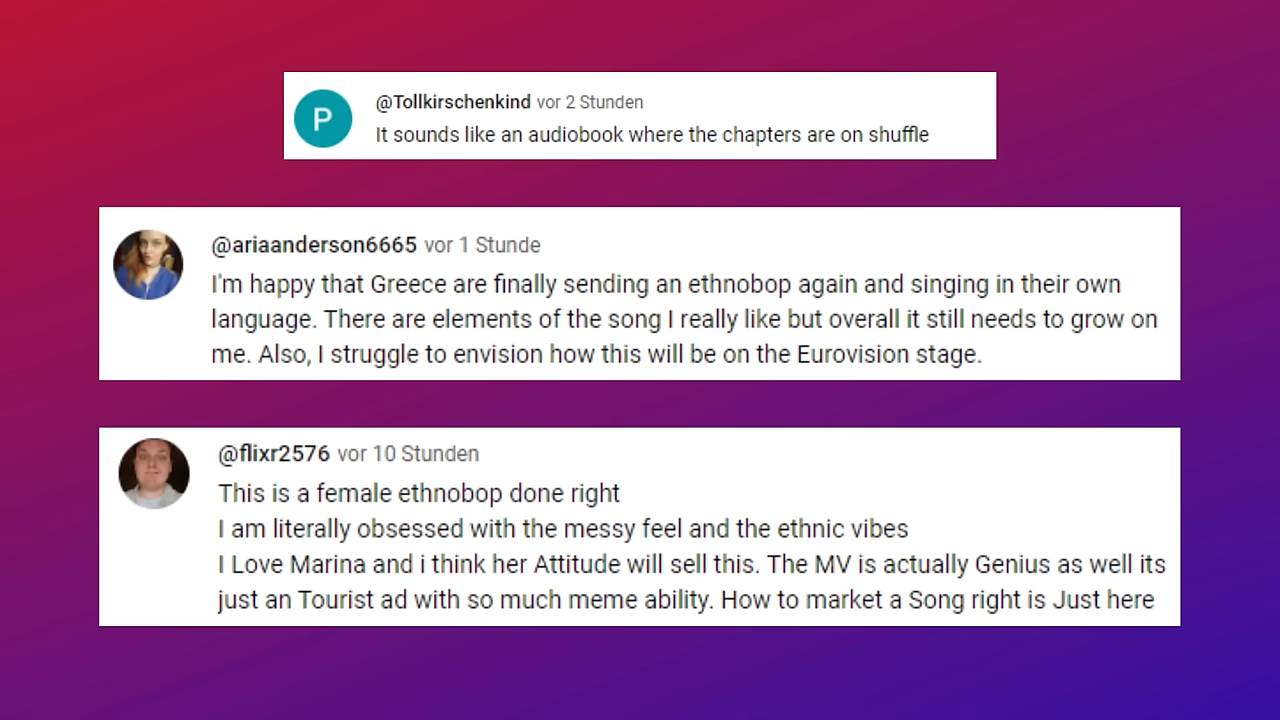 P
@Tollkirschenkind vor 2 Stunden
It sounds like an audiobook where the chapters are on shuffle
@ariaanderson6665 vor 1 Stunde
I'm happy that Greece are finally sending an ethnobop again and singing in their own
language. There are elements of the song I really like but overall it still needs to grow on
me. Also, I struggle to envision how this will be on the Eurovision stage.
@flixr2576 vor 10 Stunden
This is a female ethnobop done right
I am literally obsessed with the messy feel and the ethnic vibes
I Love Marina and i think her Attitude will sell this. The MV is actually Genius as well its
just an Tourist ad with so much meme ability. How to market a Song right is Just here